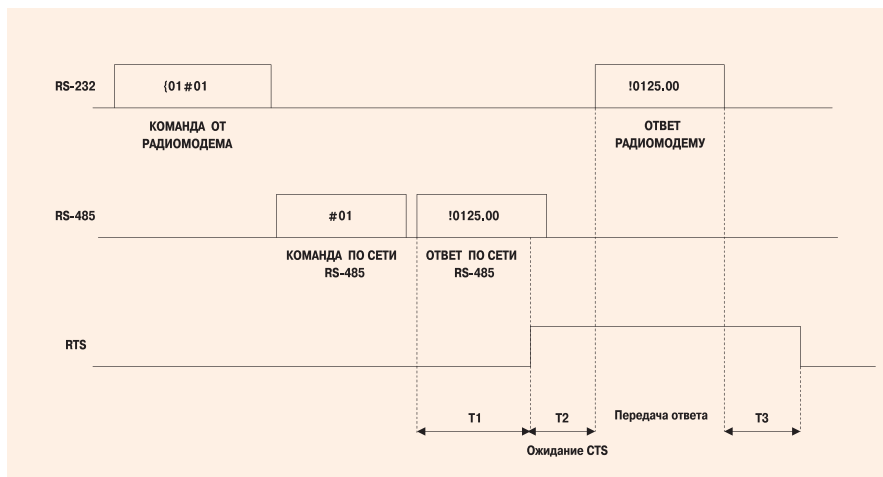 RS-232
{01#01
!0125.00
КОМАНДА ОТ
РАДИОМОДЕМА
ОТВЕТ
РАДИОМОДЕМУ
RS-485
#01
!0125.00
КОМАНДА ПО СЕТИ
RS-485
ОТВЕТ ПО СЕТИ
RS-485
RTS
T1
T2
Передача ответа
T3
Ожидание CTS